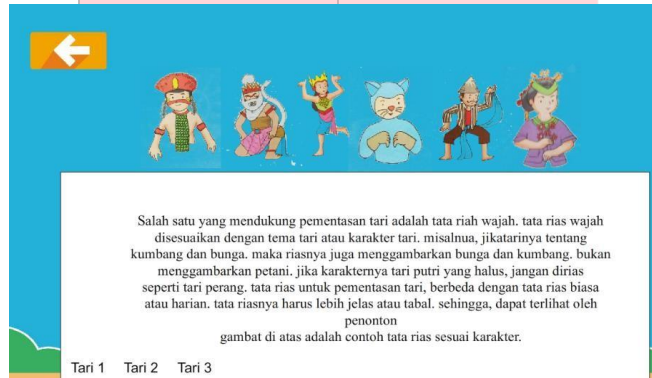 Salah satu yang mendukung pementasan tari adalah tata riah wajah. tata rias wajah
disesuaikan dengan tema tari atau karakter tari. misalnua, jikatarinya tentang
kumbang dan bunga. maka riasnya juga menggambarkan bunga dan kumbang. bukan
menggambarkan petani. jika karakternya tari putri yang halus, jangan dirias
seperti tari perang. tata rias untuk pementasan tari, berbeda dengan tata rias biasa
atau harian. tata riasnya harus lebih jelas atau tabal. sehingga, dapat terlihat oleh
penonton
gambat di atas adalah contoh tata rias sesuai karakter.
Tari 1 Tari 2 Tari 3